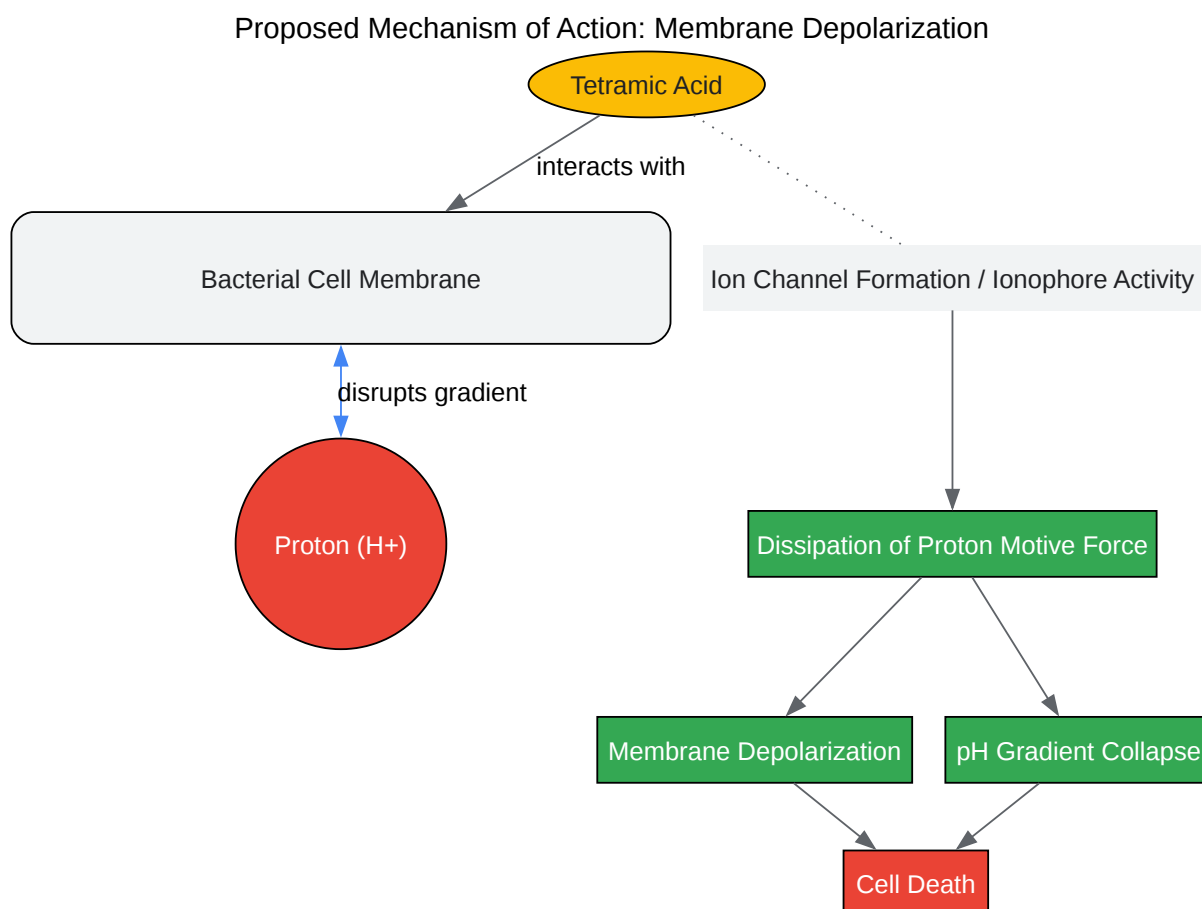 Proposed Mechanism of Action: Membrane Depolarization
Tetramic Acid
interacts with
Bacterial Cell Membrane
Ion Channel Formation / Ionophore Activity
disrupts gradient
Proton (H+)
Dissipation of Proton Motive Force
Membrane Depolarization
pH Gradient Collapse
Cell Death